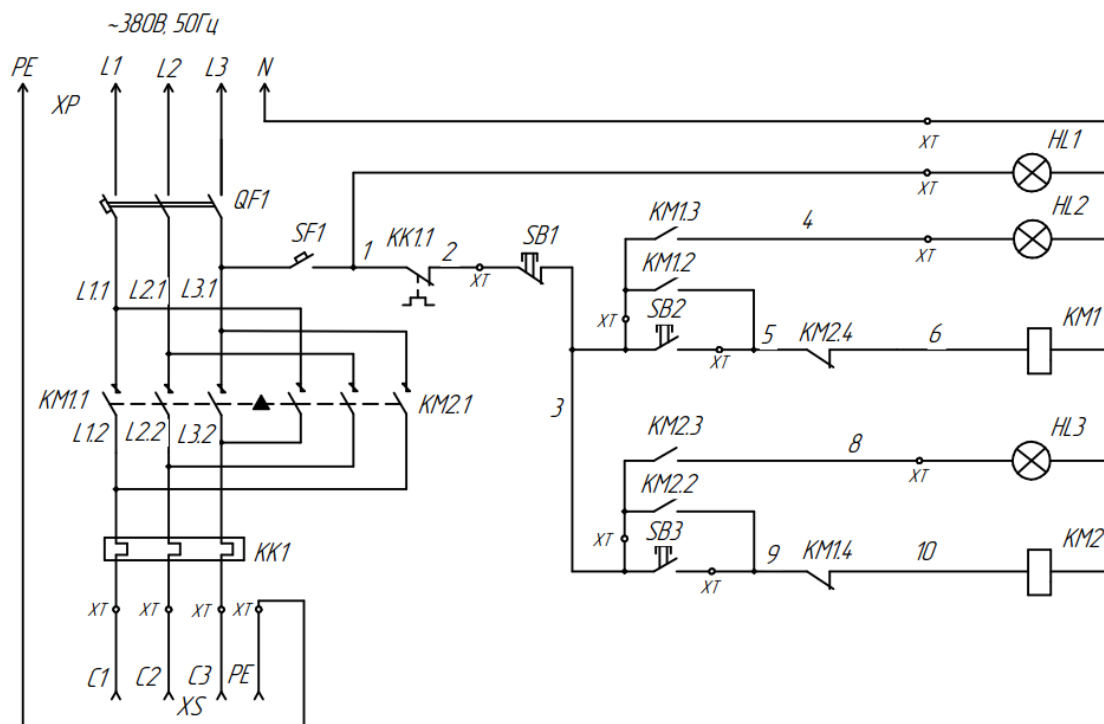 ~380В, 50Гц
PE L1 L2 L3 N
XP
XT HL1
QF1 XT
SF1 1 KK1.1 2 SB1 KM1.3 4 HL2
XT XT
L1.1 L2.1 L3.1 KM1.2
XT SB2 5 KM2.4 6 KM1
XT
KM1.1 KM2.1 3
L1.2 L2.2 L3.2 KM2.3 8 HL3
XT
KM2.2
XT SB3 9 KM1.4 10 KM2
KK1 XT
XT XT XT XT
C1 C2 C3 PE
XS